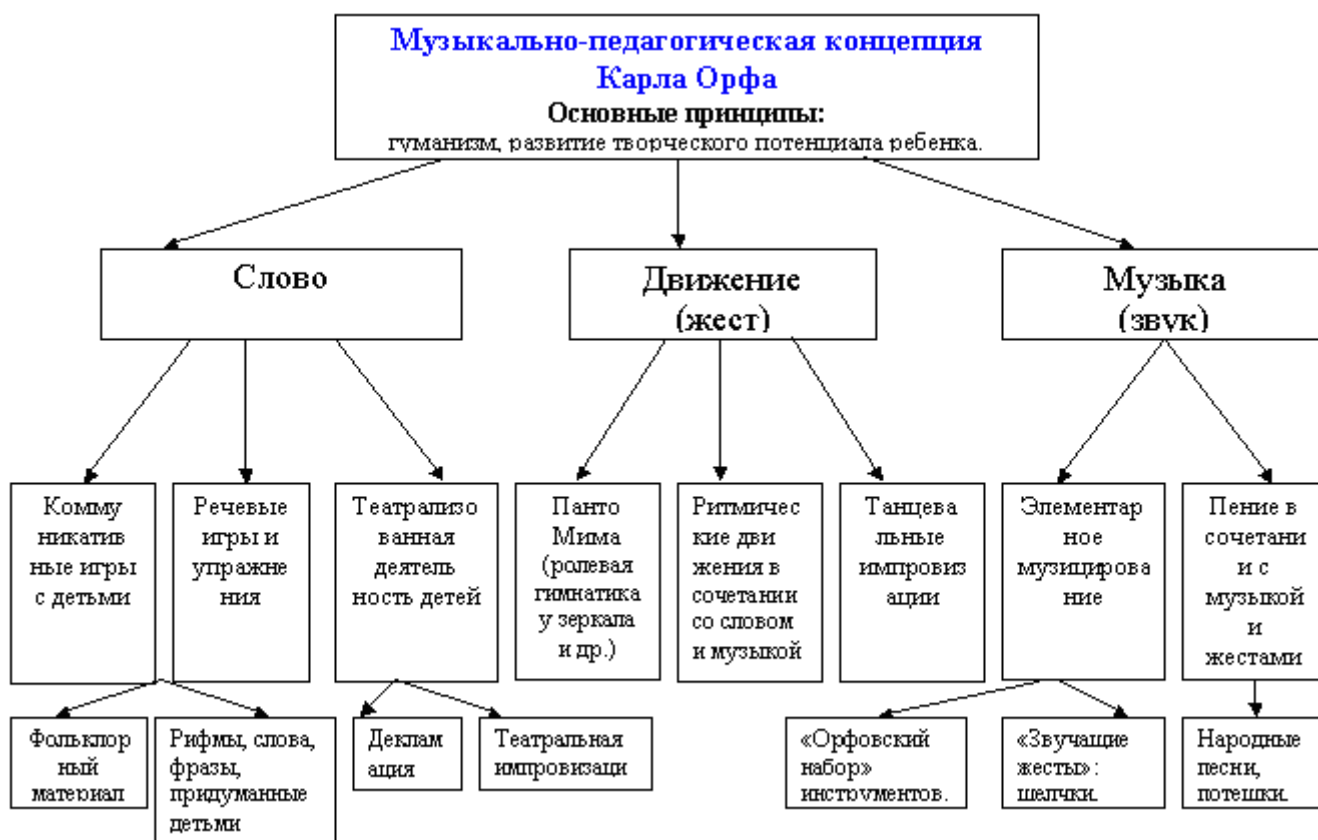 Музыкально-педагогическая концепция
Карла Орфа
Основные принципы:
гуманизм, развитие творческого потенциала ребенка.
Слово
Движение
(жест)
Музыка
(звук)
Комму
никатив
ные игры
с детьми
Речевые
игры и
упражне
ния
Театрализо
ванная
деятель
ность детей
Панто
Мима
(ролевая
гимнатика
у зеркала
и др.)
Ритмичес
кие дви
жения в
сочетании
со словом
и музыкой
Танцева
льные
импровиз
ации
Элементар
ное
музицирова
ние
Пение в
сочетани
и с
музыкой
и
жестами
Фольклор
ный
материал
Рифмы, слова,
фразы,
придуманные
детьми
Деклам
ация
Театральная
импровизаци
«Орфовский
набор»
инструментов.
«Звучащие
жесты»:
щелчки.
Народные
песни,
потешки.